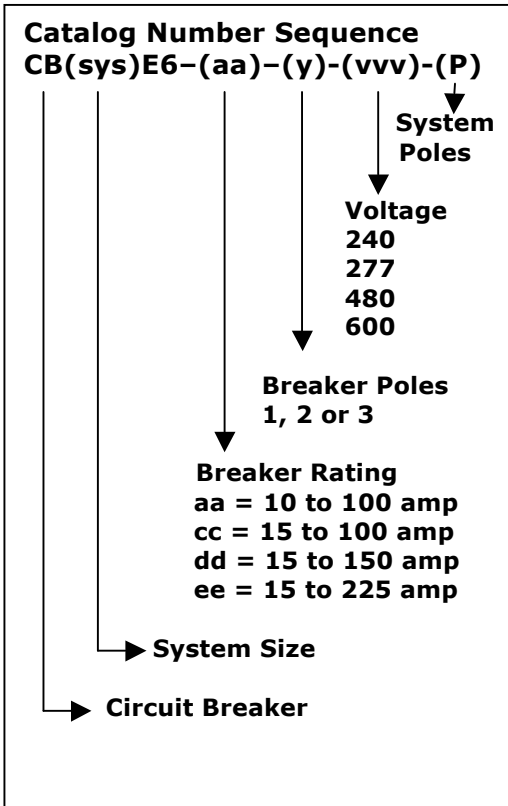 Catalog Number Sequence
CB(sys)E6–(aa)–(y)-(vvv)-(P)
System
Poles
Voltage
240
277
480
600
Breaker Poles
1, 2 or 3
Breaker Rating
aa = 10 to 100 amp
cc = 15 to 100 amp
dd = 15 to 150 amp
ee = 15 to 225 amp
System Size
Circuit Breaker